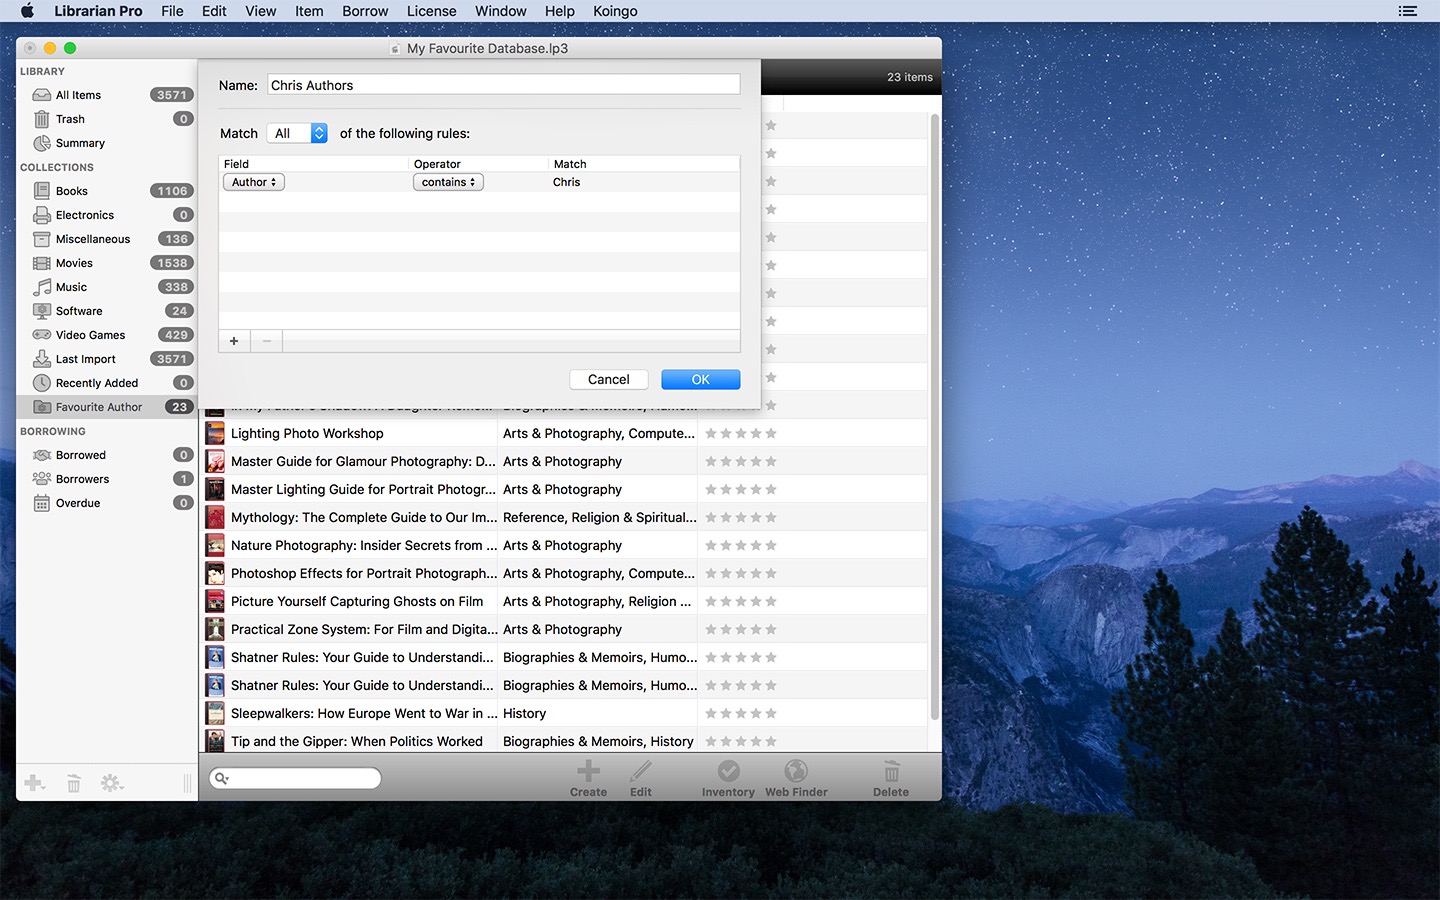 Librarian Pro File Edit View Item Borrow License Window Help Koingo
My Favourite Database.lp3
LIBRARY
All Items 3571
Trash 0
Summary
COLLECTIONS
Books 1106
Electronics 0
Miscellaneous 136
Movies 1538
Music 338
Software 24
Video Games 429
Last Import 3571
Recently Added 0
Favourite Author 23
BORROWING
Borrowed 0
Borrowers 1
Overdue 0
23 items
Name: Chris Authors
Match All of the following rules:
Field Operator Match
Author contains Chris
+ −
Cancel OK
Lighting Photo Workshop Arts & Photography, Compute...
Master Guide for Glamour Photography: D... Arts & Photography
Master Lighting Guide for Portrait Photogr... Arts & Photography
Mythology: The Complete Guide to Our Im... Reference, Religion & Spiritual...
Nature Photography: Insider Secrets from ... Arts & Photography
Photoshop Effects for Portrait Photograph... Arts & Photography, Compute...
Picture Yourself Capturing Ghosts on Film Arts & Photography, Religion ...
Practical Zone System: For Film and Digita... Arts & Photography
Shatner Rules: Your Guide to Understandi... Biographies & Memoirs, Humo...
Shatner Rules: Your Guide to Understandi... Biographies & Memoirs, Humo...
Sleepwalkers: How Europe Went to War in ... History
Tip and the Gipper: When Politics Worked Biographies & Memoirs, History
Create Edit Inventory Web Finder Delete